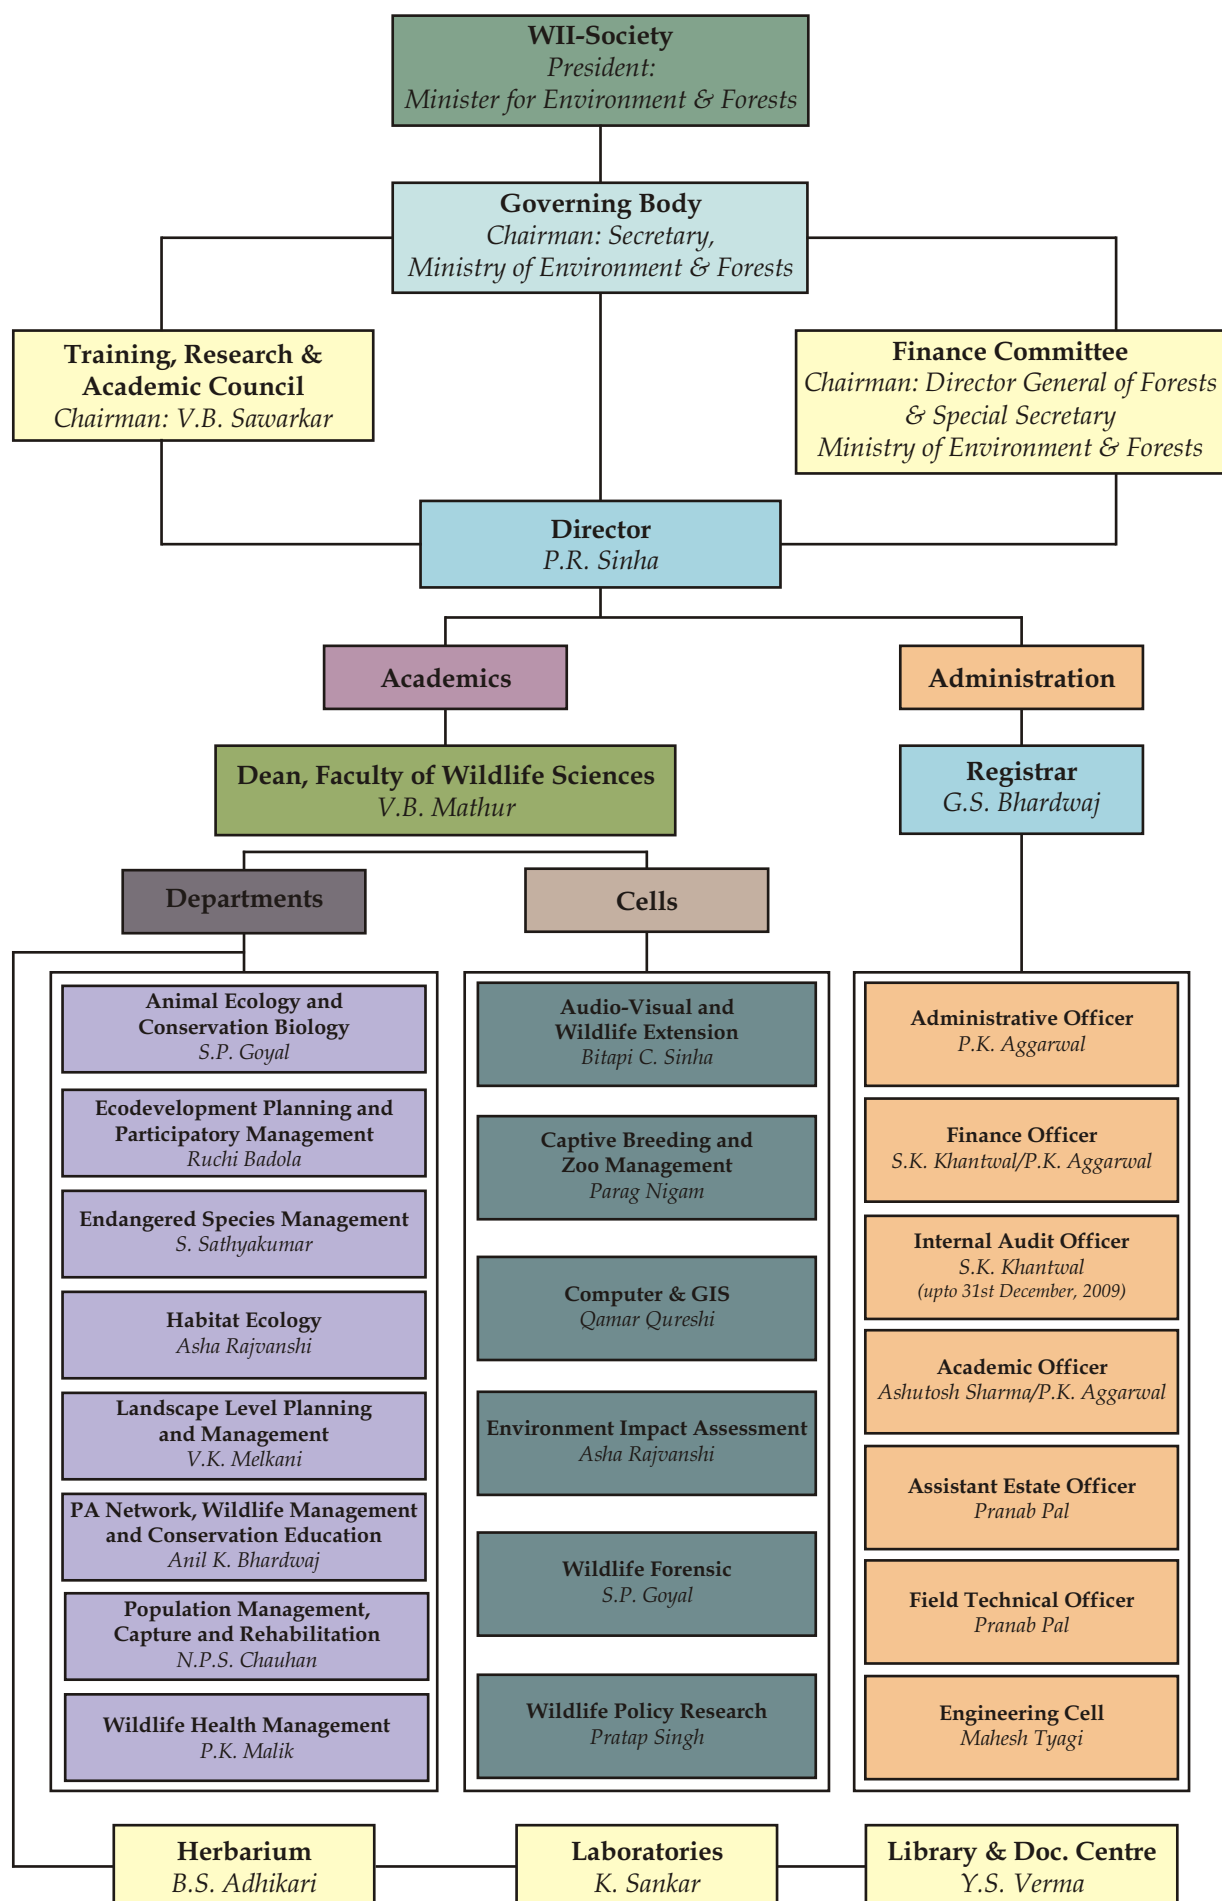 WII-Society
President:
Minister for Environment & Forests
Governing Body
Chairman: Secretary,
Ministry of Environment & Forests
Training, Research &
Academic Council
Chairman: V.B. Sawarkar
Finance Committee
Chairman: Director General of Forests
& Special Secretary
Ministry of Environment & Forests
Director
P.R. Sinha
Academics
Administration
Dean, Faculty of Wildlife Sciences
V.B. Mathur
Registrar
G.S. Bhardwaj
Departments
Cells
Animal Ecology and
Conservation Biology
S.P. Goyal
Ecodevelopment Planning and
Participatory Management
Ruchi Badola
Endangered Species Management
S. Sathyakumar
Habitat Ecology
Asha Rajvanshi
Landscape Level Planning
and Management
V.K. Melkani
PA Network, Wildlife Management
and Conservation Education
Anil K. Bhardwaj
Population Management,
Capture and Rehabilitation
N.P.S. Chauhan
Wildlife Health Management
P.K. Malik
Audio-Visual and
Wildlife Extension
Bitapi C. Sinha
Captive Breeding and
Zoo Management
Parag Nigam
Computer & GIS
Qamar Qureshi
Environment Impact Assessment
Asha Rajvanshi
Wildlife Forensic
S.P. Goyal
Wildlife Policy Research
Pratap Singh
Administrative Officer
P.K. Aggarwal
Finance Officer
S.K. Khantwal/P.K. Aggarwal
Internal Audit Officer
S.K. Khantwal
(upto 31st December, 2009)
Academic Officer
Ashutosh Sharma/P.K. Aggarwal
Assistant Estate Officer
Pranab Pal
Field Technical Officer
Pranab Pal
Engineering Cell
Mahesh Tyagi
Herbarium
B.S. Adhikari
Laboratories
K. Sankar
Library & Doc. Centre
Y.S. Verma